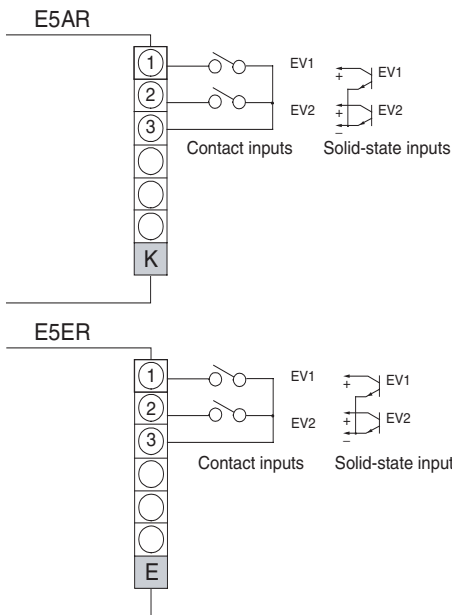 E5AR
1
EV1
EV1
2
EV2
EV2
3
+
+
–
Contact inputs
Solid-state inputs
K
E5ER
1
EV1
EV1
2
EV2
EV2
3
+
+
–
Contact inputs
Solid-state input
E